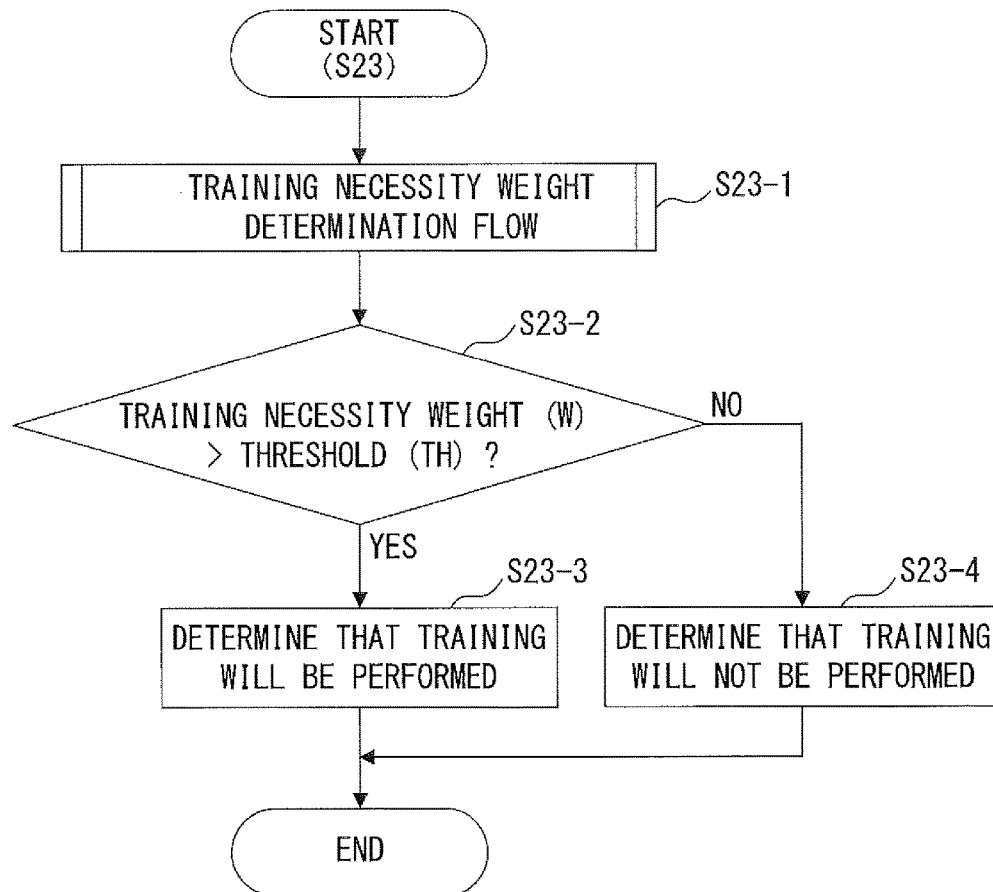 START
(S23)
TRAINING NECESSITY WEIGHT
DETERMINATION FLOW
S23-1
S23-2
TRAINING NECESSITY WEIGHT (W)
> THRESHOLD (TH) ?
NO
YES
S23-3
S23-4
DETERMINE THAT TRAINING
WILL BE PERFORMED
DETERMINE THAT TRAINING
WILL NOT BE PERFORMED
END